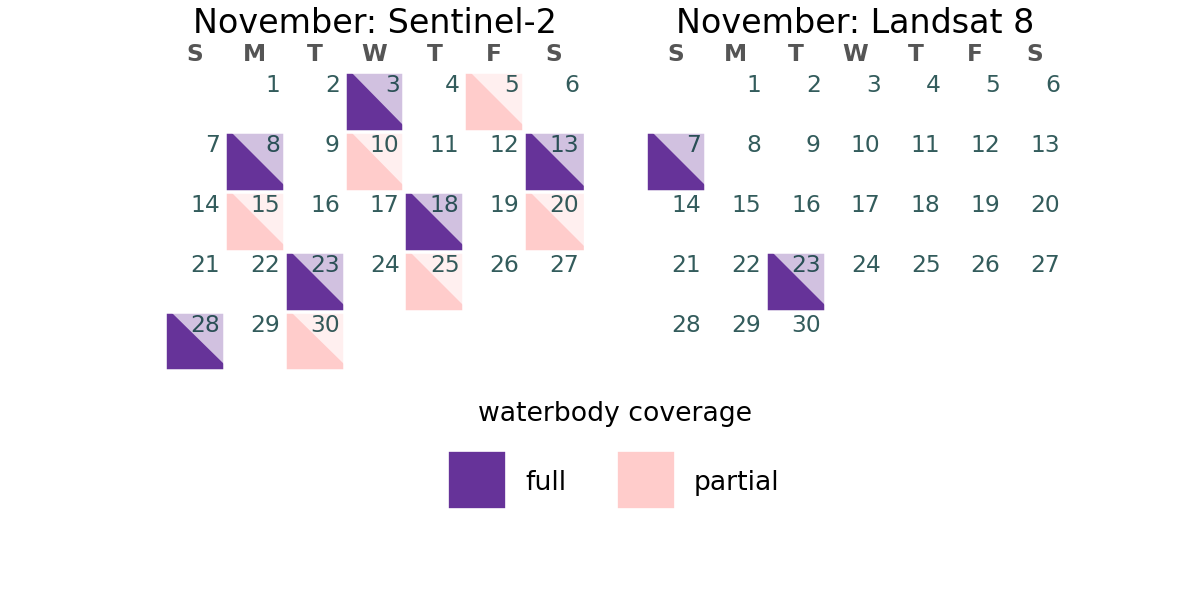 November: Sentinel-2
S M T W T F S
1 2 3 4 5 6
7 8 9 10 11 12 13
14 15 16 17 18 19 20
21 22 23 24 25 26 27
28 29 30
November: Landsat 8
S M T W T F S
1 2 3 4 5 6
7 8 9 10 11 12 13
14 15 16 17 18 19 20
21 22 23 24 25 26 27
28 29 30
waterbody coverage
full partial